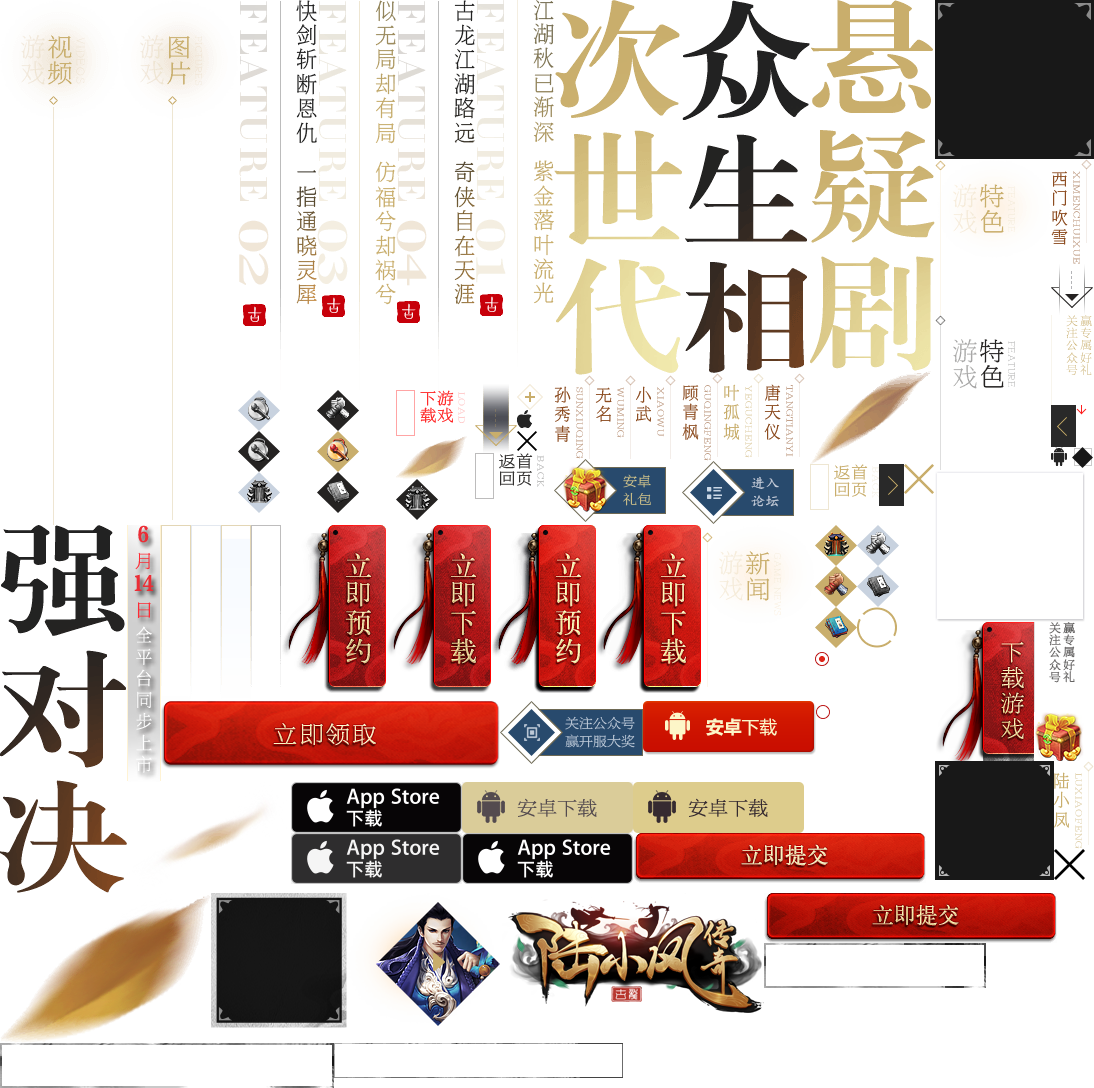 游戏
视频
游戏
图片
FEATURE 02
古
快剑斩断恩仇 一指通晓灵犀
FEATURE 03
古
似无局却有局 仿福兮却祸兮
FEATURE 04
古
古龙江湖路远 奇侠自在天涯
FEATURE 01
古
江湖秋已渐深 紫金落叶流光
次世代
众生相
悬疑剧
游戏
特色
西门吹雪
XIMENCHUIXUE
关注公众号
赢专属好礼
游戏
特色
FEATURE
下载
游戏
LOAD
返回
首页
BACK
孙秀青
SUNXIUQING
无名
WUMING
小武
XIAOWU
顾青枫
GUQINGFENG
叶孤城
YEGUCHENG
唐天仪
TANGTIANYI
安卓
礼包
进入
论坛
返回
首页
强对决
6月14日全平台同步上市
立即预约
立即下载
立即预约
立即下载
游戏
新闻
关注公众号
赢专属好礼
下载游戏
立即领取
关注公众号
赢开服大奖
安卓下载
App Store
下载
安卓下载
安卓下载
App Store
下载
App Store
下载
立即提交
陆小凤
LUXIAOFENG
立即提交
陆小凤传奇
古龙